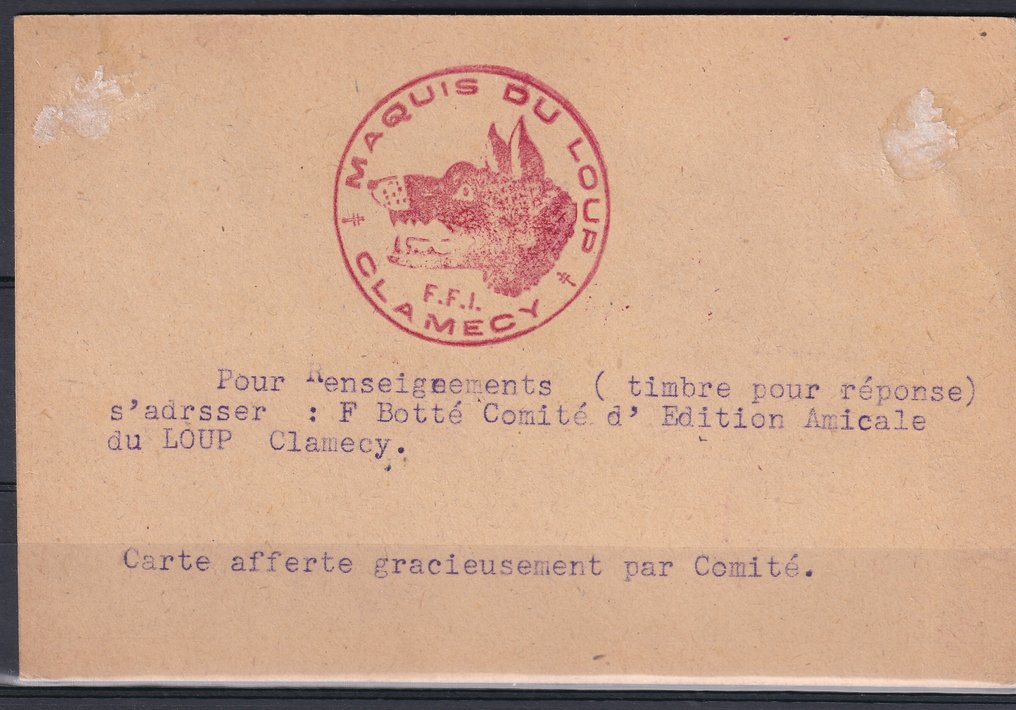 MAQUIS DU LOUP
F.F.I.
CLAMECY
Pour Renseigeements ( timbre pour réponse)
s'adrsser : F Botté Comité d' Edition Amicale
du LOUP Clamecy.
Carte afferte gracieusement par Comité.